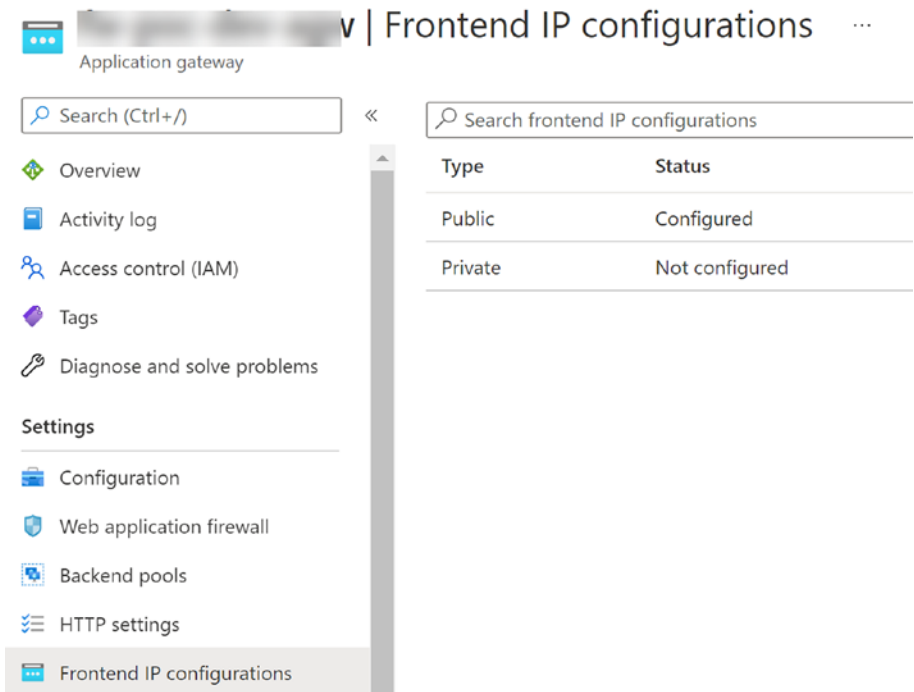 | Frontend IP configurations ...
Application gateway
Search (Ctrl+/)
«
Overview
Activity log
Access control (IAM)
Tags
Diagnose and solve problems
Settings
Configuration
Web application firewall
Backend pools
HTTP settings
Frontend IP configurations
Search frontend IP configurations
Type Status
Public Configured
Private Not configured